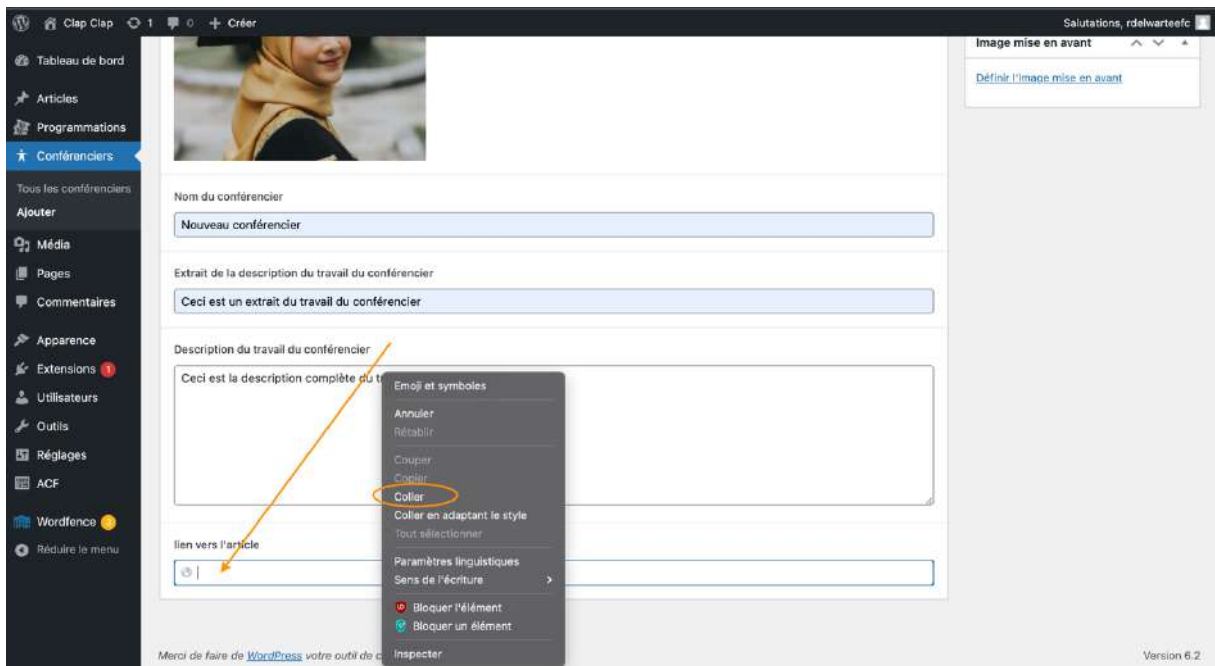 Clap Clap 1 0 + Créer
Salutations, rdelwarteefc
Tableau de bord
Articles
Programmations
Conférenciers
Tous les conférenciers
Ajouter
Média
Pages
Commentaires
Apparence
Extensions 1
Utilisateurs
Outils
Réglages
ACF
Wordfence 3
Réduire le menu
Nom du conférencier
Nouveau conférencier
Extrait de la description du travail du conférencier
Ceci est un extrait du travail du conférencier
Description du travail du conférencier
Ceci est la description complète du t
lien vers l'article
Emoji et symboles
Annuler
Rétablir
Couper
Copier
Coller
Coller en adaptant le style
Tout sélectionner
Paramètres linguistiques
Sens de l'écriture
Bloquer l'élément
Bloquer un élément
Inspecter
Image mise en avant
Définir l'image mise en avant
Merci de faire de WordPress votre outil de c
Version 6.2